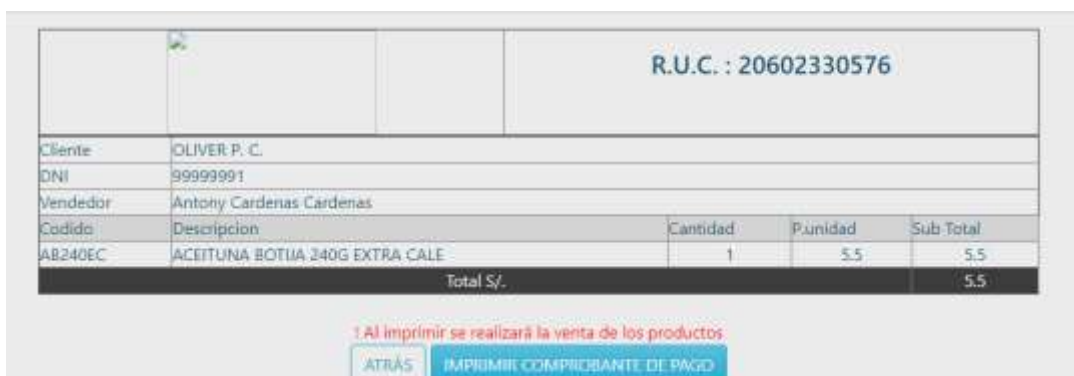 R.U.C. : 20602330576
Cliente OLIVER P. C.
DNI 99999991
Vendedor Antony Cardenas Cardenas
Codido Descripcion Cantidad P.unidad Sub Total
AB240EC ACEITUNA BOTIJA 240G EXTRA CALE 1 5.5 5.5
Total S/. 5.5
! Al imprimir se realizará la venta de los productos
ATRÁS IMPRIMIR COMPROBANTE DE PAGO